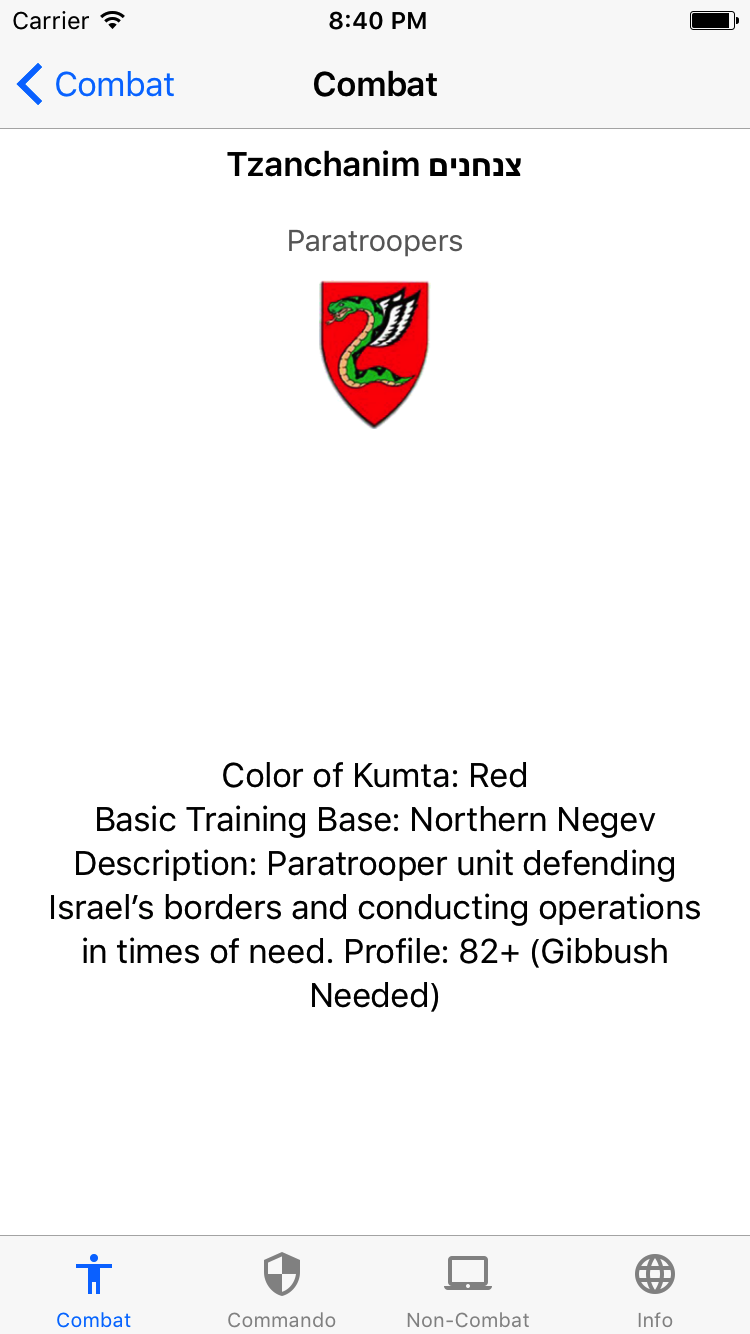 Carrier 8:40 PM
Combat Combat
Tzanchanim צנחנים
Paratroopers
Color of Kumta: Red
Basic Training Base: Northern Negev
Description: Paratrooper unit defending
Israel’s borders and conducting operations
in times of need. Profile: 82+ (Gibbush
Needed)
Combat Commando Non-Combat Info